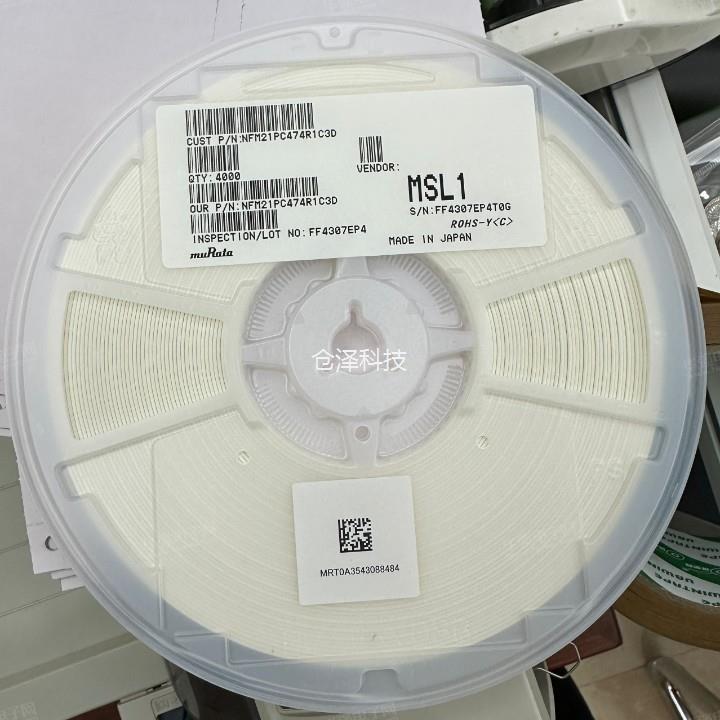 CUST P/N:NFM21PC474R1C3D
QTY:4000
VENDOR:
MSL1
OUR P/N:NFM21PC474R1C3D
S/N:FF4307EP4T0G
ROHS-Y<C>
INSPECTION/LOT NO:FF4307EP4
MADE IN JAPAN
muRata
仓泽科技
MRT0A3543088484